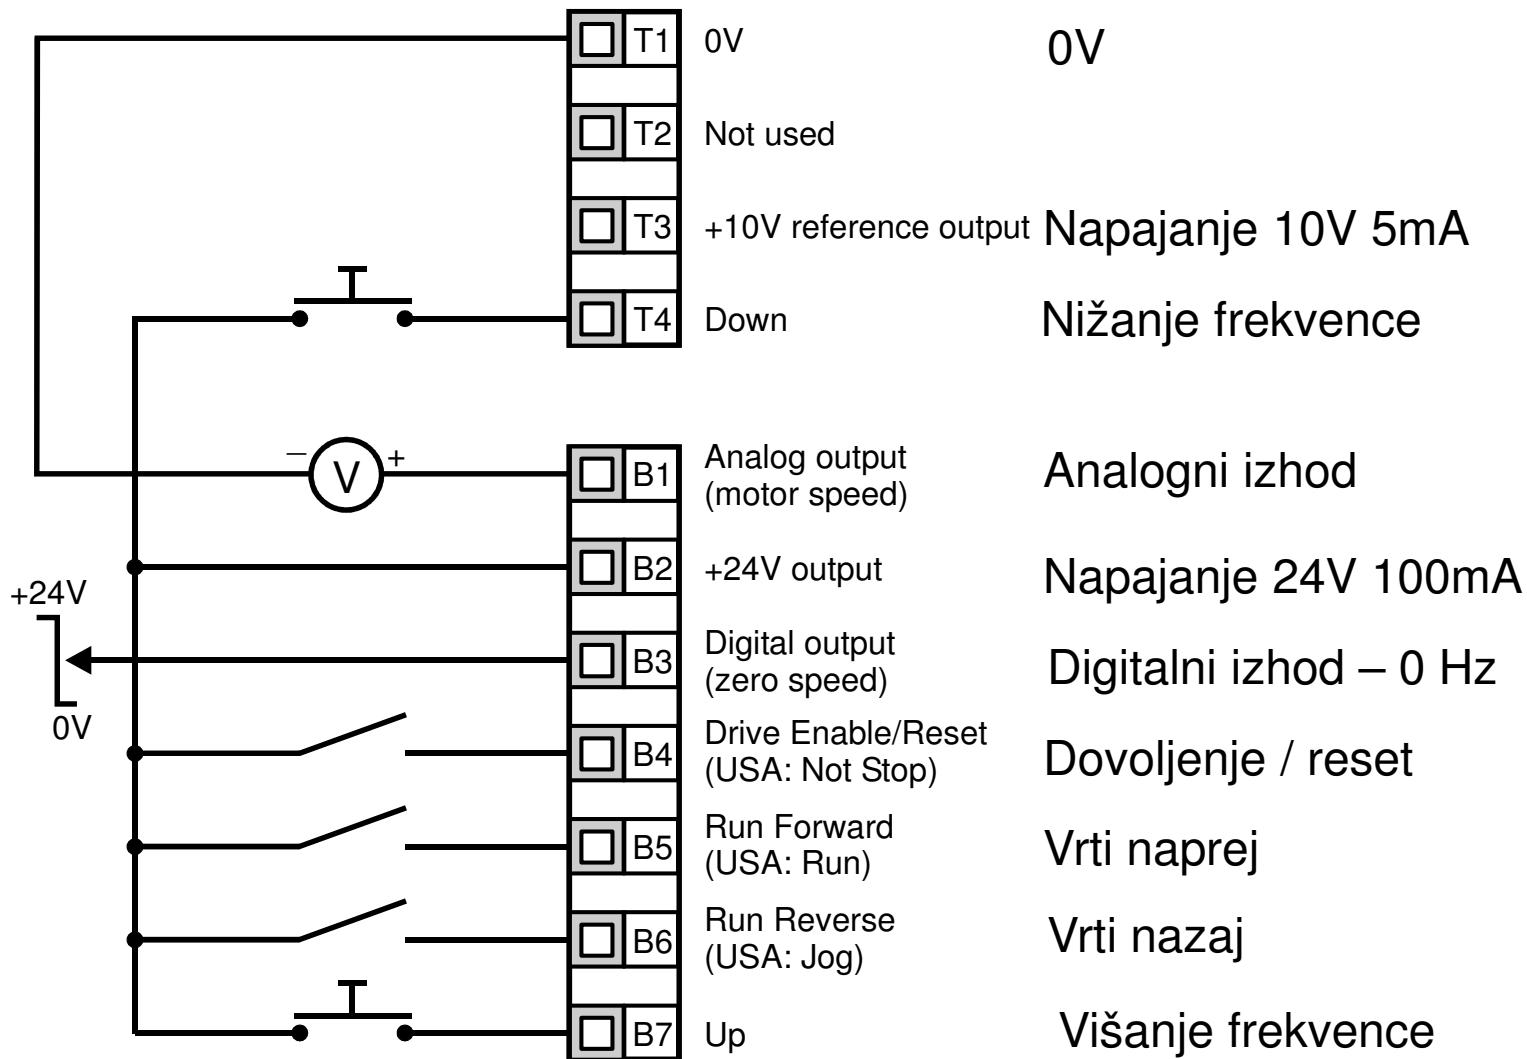 T1 0V 0V
T2 Not used
T3 +10V reference output Napajanje 10V 5mA
T4 Down Nižanje frekvence
– V +
B1 Analog output
(motor speed)
Analogni izhod
B2 +24V output Napajanje 24V 100mA
+24V
0V
B3 Digital output
(zero speed)
Digitalni izhod – 0 Hz
B4 Drive Enable/Reset
(USA: Not Stop)
Dovoljenje / reset
B5 Run Forward
(USA: Run)
Vrti naprej
B6 Run Reverse
(USA: Jog)
Vrti nazaj
B7 Up Višanje frekvence